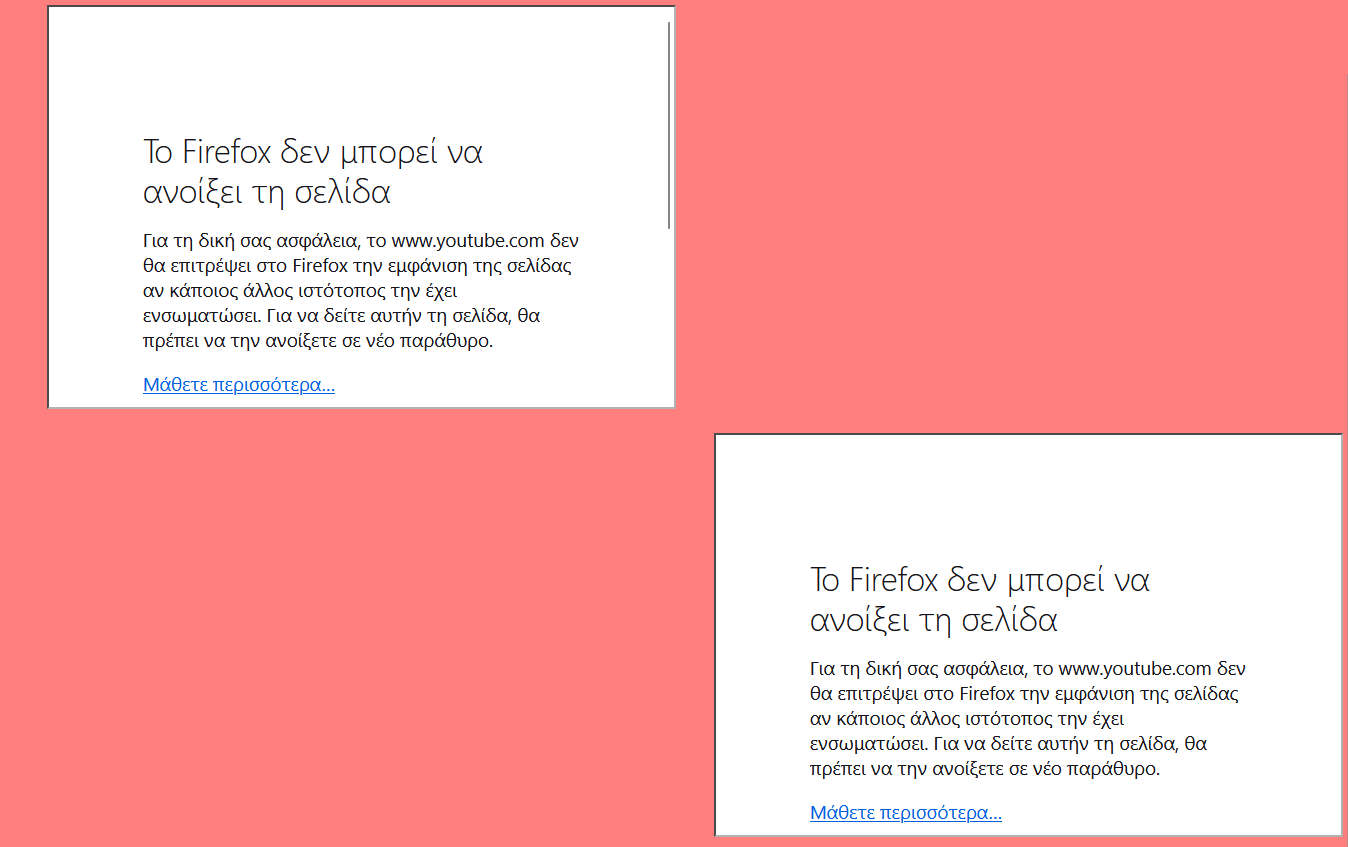 Το Firefox δεν μπορεί να
ανοίξει τη σελίδα
Για τη δική σας ασφάλεια, το www.youtube.com δεν
θα επιτρέψει στο Firefox την εμφάνιση της σελίδας
αν κάποιος άλλος ιστότοπος την έχει
ενσωματώσει. Για να δείτε αυτήν τη σελίδα, θα
πρέπει να την ανοίξετε σε νέο παράθυρο.
Μάθετε περισσότερα...
Το Firefox δεν μπορεί να
ανοίξει τη σελίδα
Για τη δική σας ασφάλεια, το www.youtube.com δεν
θα επιτρέψει στο Firefox την εμφάνιση της σελίδας
αν κάποιος άλλος ιστότοπος την έχει
ενσωματώσει. Για να δείτε αυτήν τη σελίδα, θα
πρέπει να την ανοίξετε σε νέο παράθυρο.
Μάθετε περισσότερα...